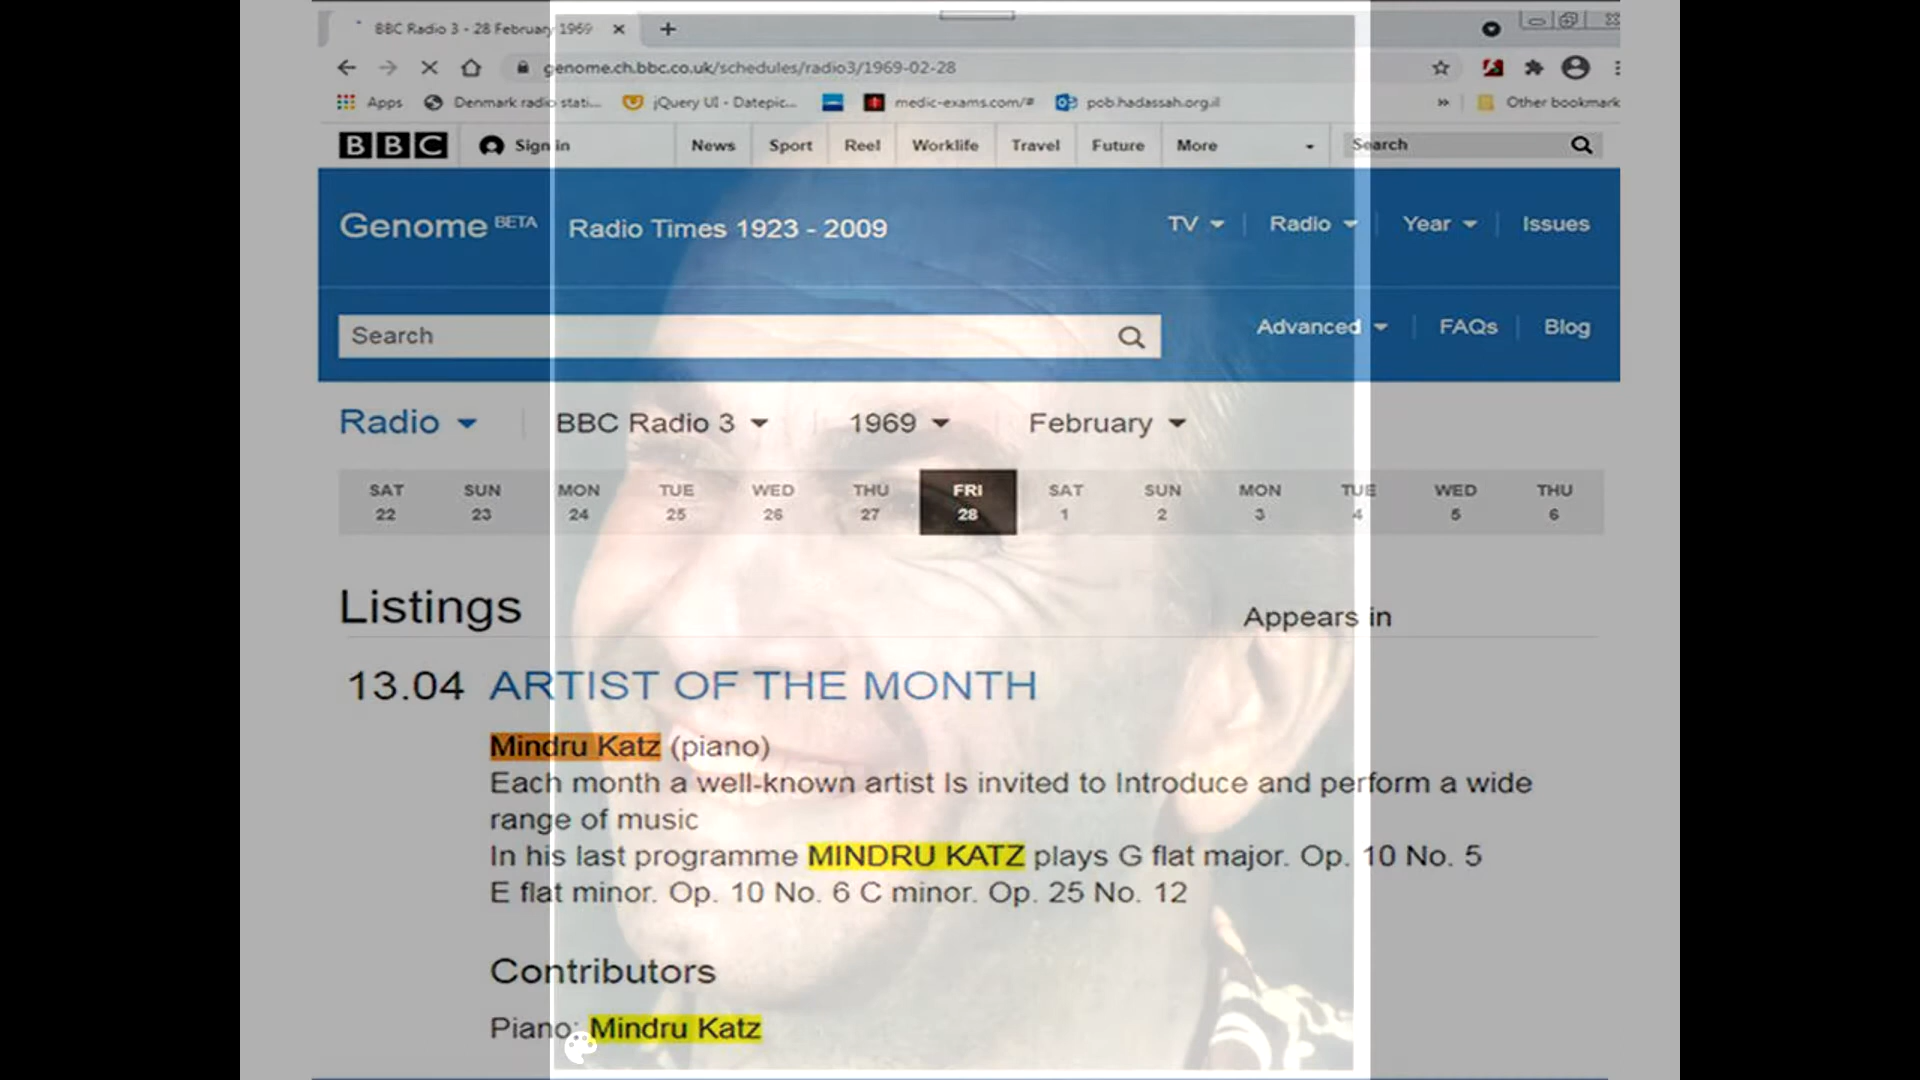 BBC Radio 3 - 28 February 1969
genome.ch.bbc.co.uk/schedules/radio3/1969-02-28
Apps Denmark radio stati... jQuery UI - Datepic... medic-exams.com/# pob.hadassah.org.il » Other bookmark
BBC Sign in News Sport Reel Worklife Travel Future More Search
Genome BETA Radio Times 1923 - 2009 TV Radio Year Issues
Search Advanced FAQs Blog
Radio BBC Radio 3 1969 February
SAT SUN MON TUE WED THU FRI SAT SUN MON TUE WED THU
22 23 24 25 26 27 28 1 2 3 4 5 6
Listings Appears in
13.04 ARTIST OF THE MONTH
Mindru Katz (piano)
Each month a well-known artist Is invited to Introduce and perform a wide
range of music
In his last programme MINDRU KATZ plays G flat major. Op. 10 No. 5
E flat minor. Op. 10 No. 6 C minor. Op. 25 No. 12
Contributors
Piano: Mindru Katz